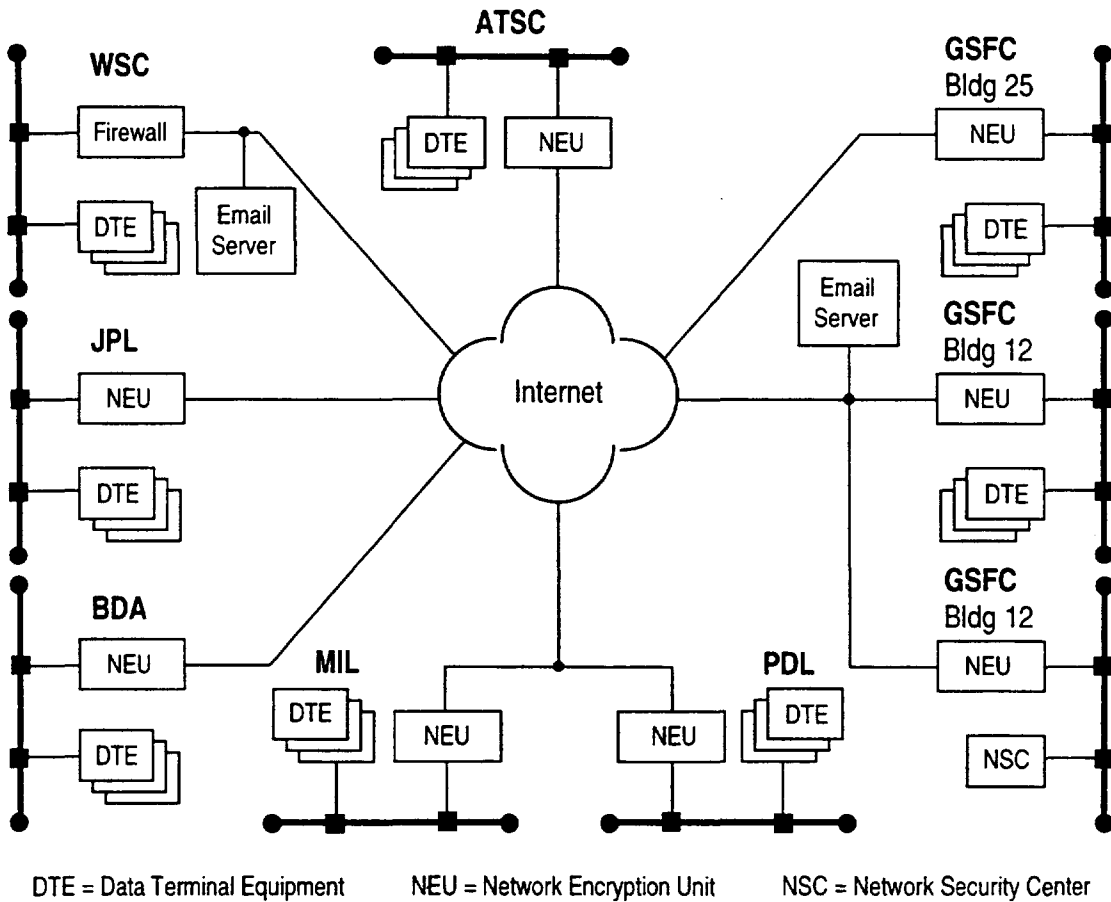 ATSC
DTE
NEU
WSC
Firewall
Email
Server
DTE
GSFC
Bldg 25
NEU
DTE
JPL
NEU
DTE
Internet
Email
Server
GSFC
Bldg 12
NEU
DTE
BDA
NEU
DTE
MIL
DTE
NEU
PDL
NEU
DTE
GSFC
Bldg 12
NEU
NSC
DTE = Data Terminal Equipment
NEU = Network Encryption Unit
NSC = Network Security Center